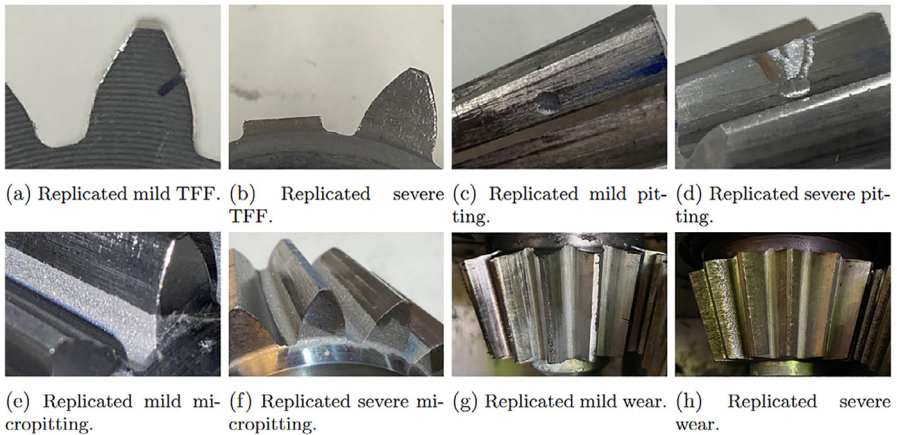 (a) Replicated mild TFF.
(b) Replicated severe
TFF.
(c) Replicated mild pit-
ting.
(d) Replicated severe pit-
ting.
(e) Replicated mild mi-
cropitting.
(f) Replicated severe mi-
cropitting.
(g) Replicated mild wear.
(h) Replicated severe
wear.